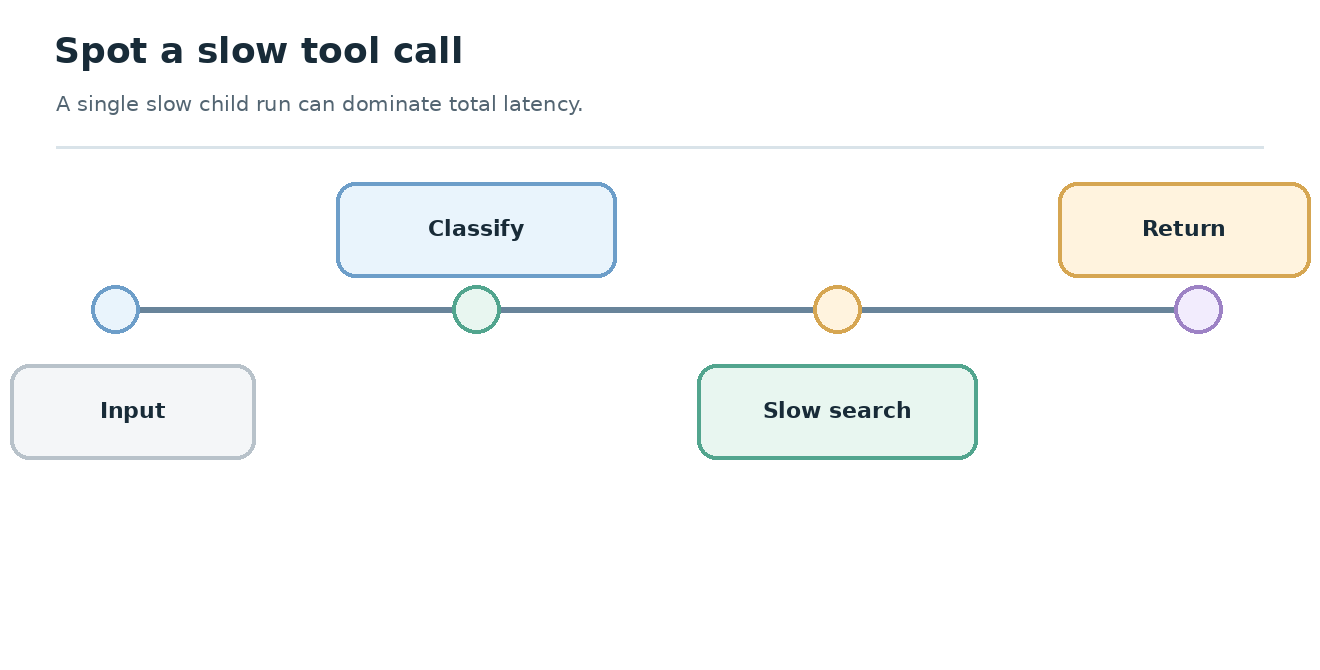 Spot a slow tool call
A single slow child run can dominate total latency.
Classify
Return
Input
Slow search